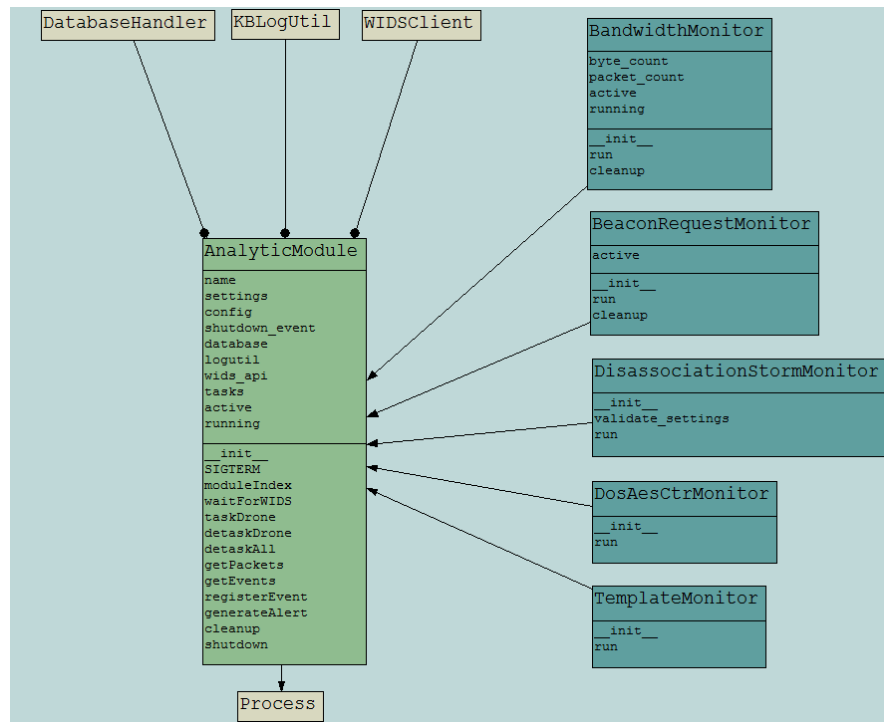 DatabaseHandler
KBLogUtil
WIDSClient
AnalyticModule
name
settings
config
shutdown_event
database
logutil
wids_api
tasks
active
running
__init__
SIGTERM
moduleIndex
waitForWIDS
taskDrone
detaskDrone
detaskAll
getPackets
getEvents
registerEvent
generateAlert
cleanup
shutdown
Process
BandwidthMonitor
byte_count
packet_count
active
running
__init__
run
cleanup
BeaconRequestMonitor
active
__init__
run
cleanup
DisassociationStormMonitor
__init__
validate_settings
run
DosAesCtrMonitor
__init__
run
TemplateMonitor
__init__
run